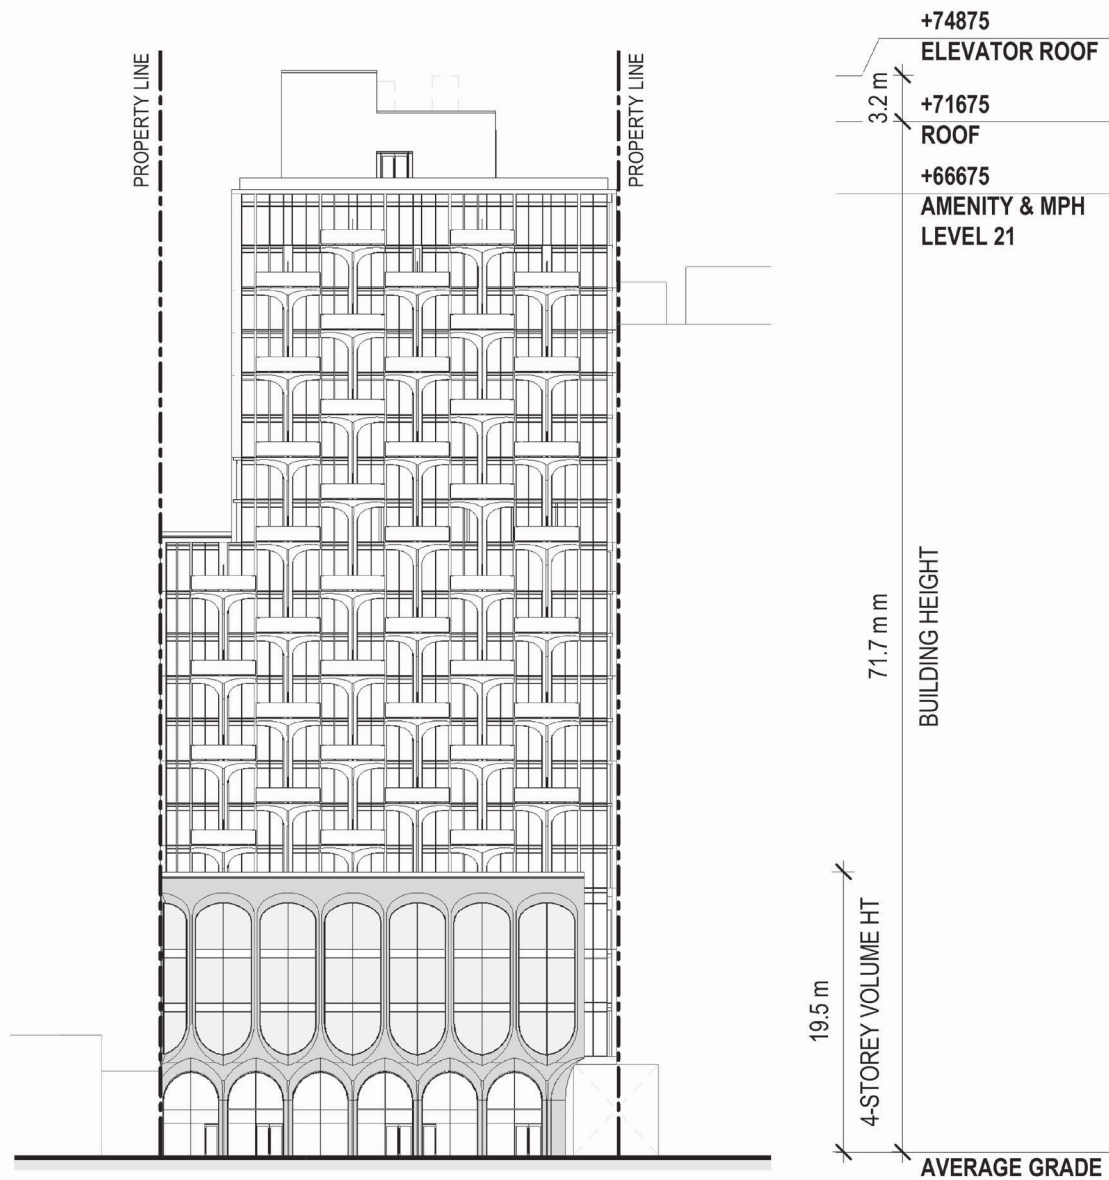 PROPERTY LINE
PROPERTY LINE
+74875
ELEVATOR ROOF
3.2 m
+71675
ROOF
+66675
AMENITY & MPH
LEVEL 21
71.7 m m
BUILDING HEIGHT
19.5 m
4-STOREY VOLUME HT
AVERAGE GRADE